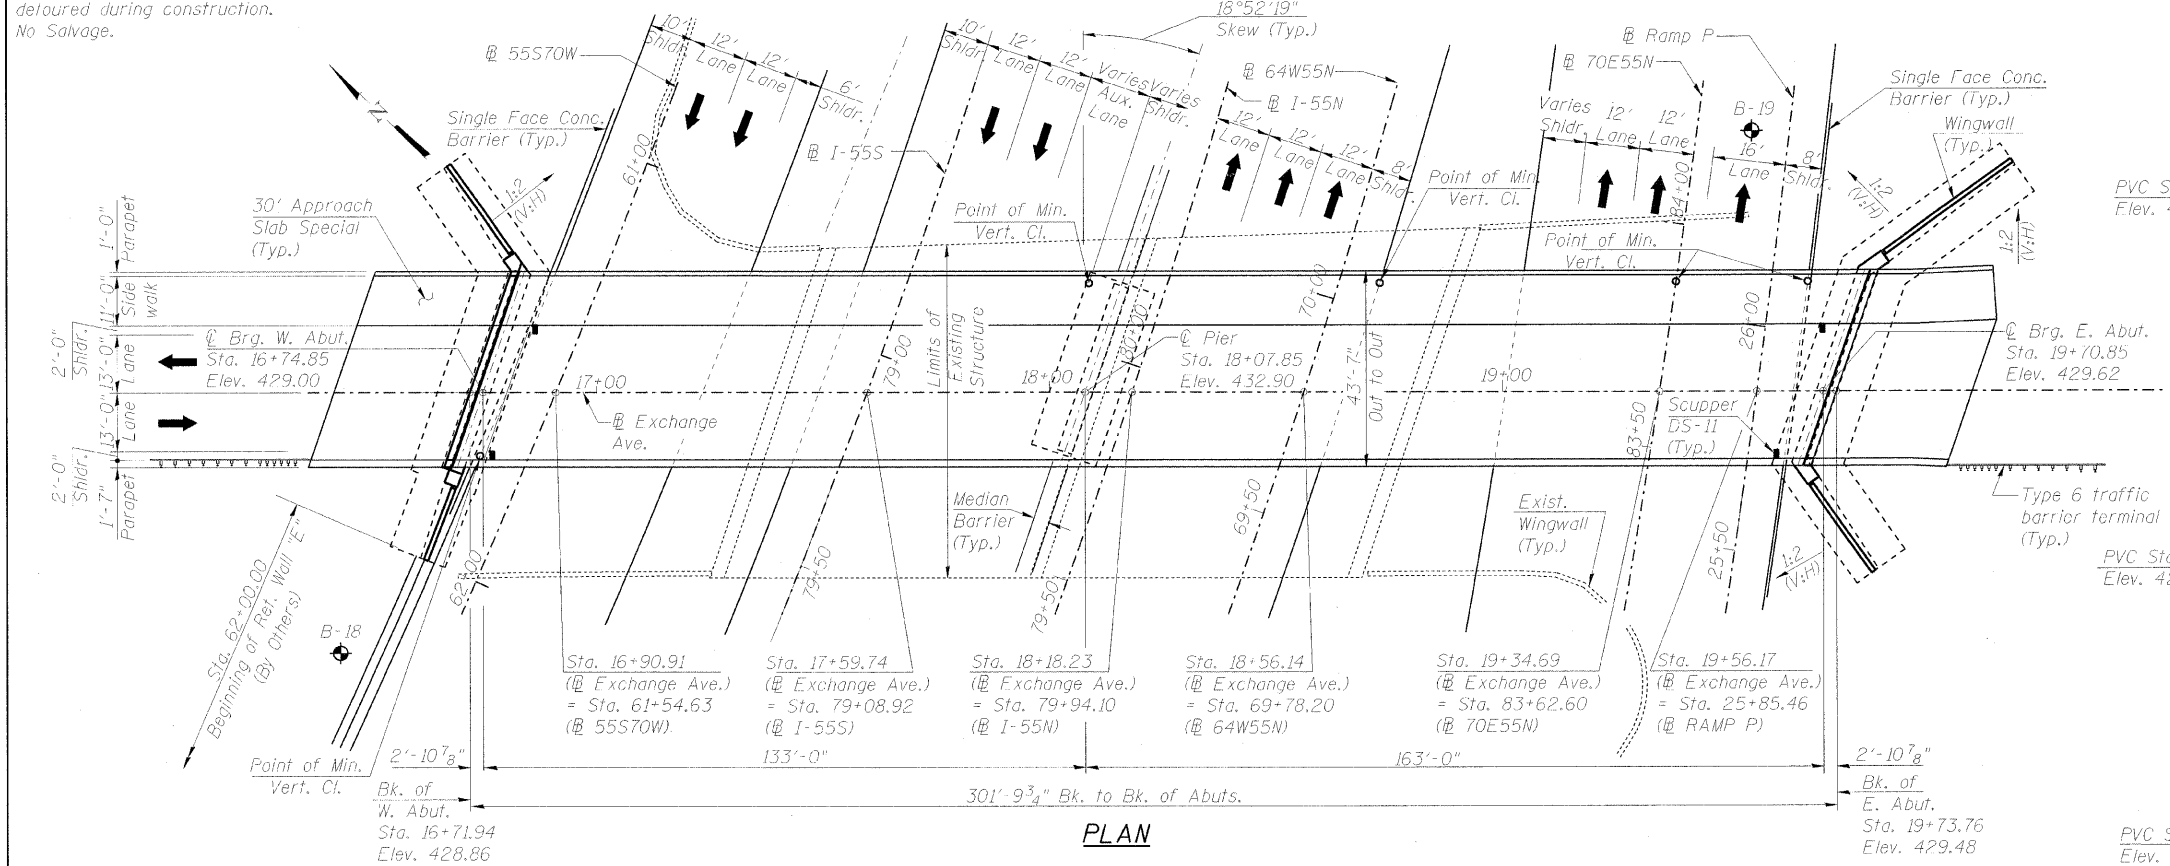 detoured during construction.
No Salvage.
N
℄ Brg. W. Abut.
Sta. 16+74.85
Elev. 429.00
30' Approach
Slab Special
(Typ.)
1'-0"
Parapet
11'-0"
Side
walk
2'-0"
Shldr.
13'-0"
Lane
13'-0"
Lane
2'-0"
Shldr.
1'-7"
Parapet
Single Face Conc.
Barrier (Typ.)
1:2
(V:H)
℔ 55S70W
10'
Shldr.
12'
Lane
12'
Lane
6'
Shldr.
61+00
℔ I-55S
10'
Shldr.
12'
Lane
12'
Lane
Varies
Aux.
Lane
Varies
Shldr.
18°52'19"
Skew (Typ.)
℔ 64W55N
℔ I-55N
12'
Lane
12'
Lane
12'
Lane
8'
Shldr.
Point of Min.
Vert. Cl.
Point of Min.
Vert. Cl.
℔ Ramp P
℔ 70E55N
Varies
Shldr.
12'
Lane
12'
Lane
16'
Lane
8'
Shldr.
B-19
84+00
Point of Min.
Vert. Cl.
Single Face Conc.
Barrier (Typ.)
Wingwall
(Typ.)
1:2
(V:H)
1:2
(V:H)
PVC S
Elev. 4
17+00
℔ Exchange
Ave.
79+00
Limits of
Existing
Structure
18+00
80+00
℄ Pier
Sta. 18+07.85
Elev. 432.90
70+00
43'-7"
Out to Out
19+00
26+00
℄ Brg. E. Abut.
Sta. 19+70.85
Elev. 429.62
83+50
Scupper
DS-11
(Typ.)
62+00
79+50
Median
Barrier
(Typ.)
79+50
69+50
Exist.
Wingwall
(Typ.)
25+50
1:2
(V:H)
Type 6 traffic
barrier terminal
(Typ.)
PVC Sta
Elev. 42
Sta. 62+00.00
Beginning of Ret. Wall "E"
(By Others)
B-18
Sta. 16+90.91
(℔ Exchange Ave.)
= Sta. 61+54.63
(℔ 55S70W)
Sta. 17+59.74
(℔ Exchange Ave.)
= Sta. 79+08.92
(℔ I-55S)
Sta. 18+18.23
(℔ Exchange Ave.)
= Sta. 79+94.10
(℔ I-55N)
Sta. 18+56.14
(℔ Exchange Ave.)
= Sta. 69+78.20
(℔ 64W55N)
Sta. 19+34.69
(℔ Exchange Ave.)
= Sta. 83+62.60
(℔ 70E55N)
Sta. 19+56.17
(℔ Exchange Ave.)
= Sta. 25+85.46
(℔ RAMP P)
Point of Min.
Vert. Cl.
2'-10⅞"
133'-0"
163'-0"
2'-10⅞"
Bk. of
W. Abut.
Sta. 16+71.94
Elev. 428.86
301'-9¾" Bk. to Bk. of Abuts.
Bk. of
E. Abut.
Sta. 19+73.76
Elev. 429.48
PLAN
PVC S
Elev.